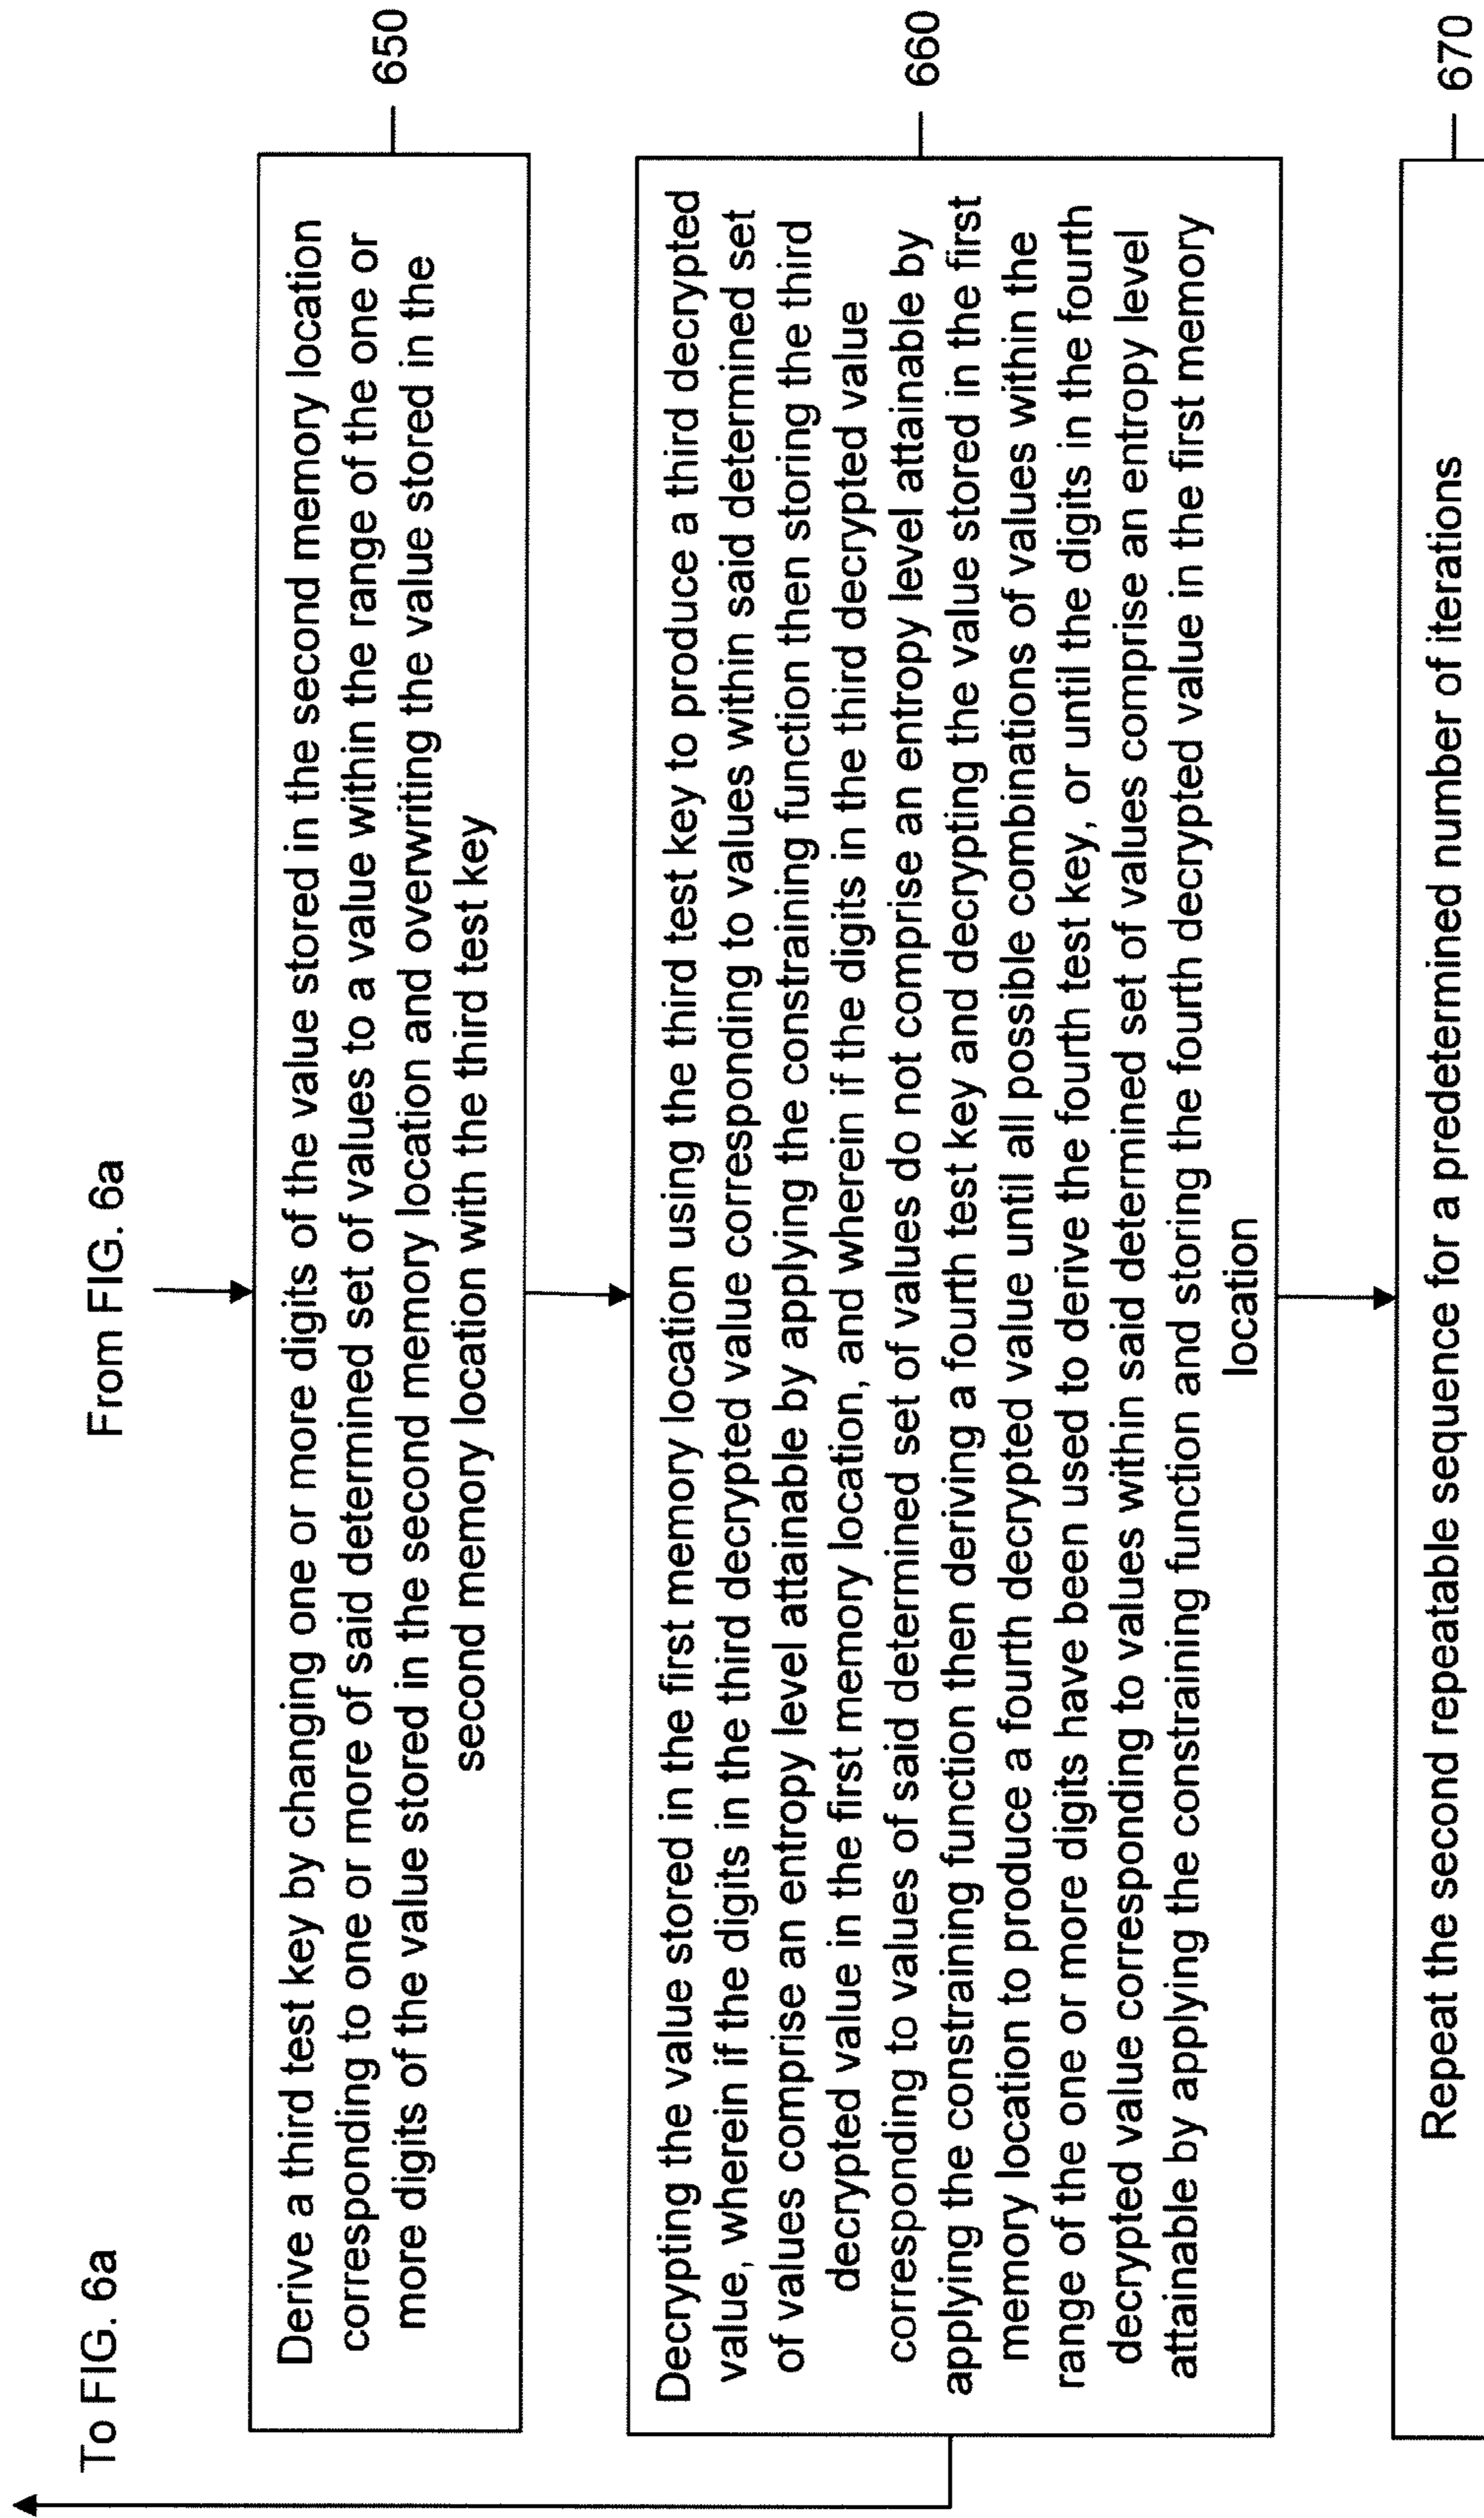 To FIG. 6a
From FIG. 6a
Derive a third test key by changing one or more digits of the value stored in the second memory location
corresponding to one or more of said determined set of values to a value within the range of the one or
more digits of the value stored in the second memory location and overwriting the value stored in the
second memory location with the third test key
650
Decrypting the value stored in the first memory location using the third test key to produce a third decrypted
value, wherein if the digits in the third decrypted value corresponding to values within said determined set
of values comprise an entropy level attainable by applying the constraining function then storing the third
decrypted value in the first memory location, and wherein if the digits in the third decrypted value
corresponding to values of said determined set of values do not comprise an entropy level attainable by
applying the constraining function then deriving a fourth test key and decrypting the value stored in the first
memory location to produce a fourth decrypted value until all possible combinations of values within the
range of the one or more digits have been used to derive the fourth test key, or until the digits in the fourth
decrypted value corresponding to values within said determined set of values comprise an entropy level
attainable by applying the constraining function and storing the fourth decrypted value in the first memory
location
660
Repeat the second repeatable sequence for a predetermined number of iterations
670